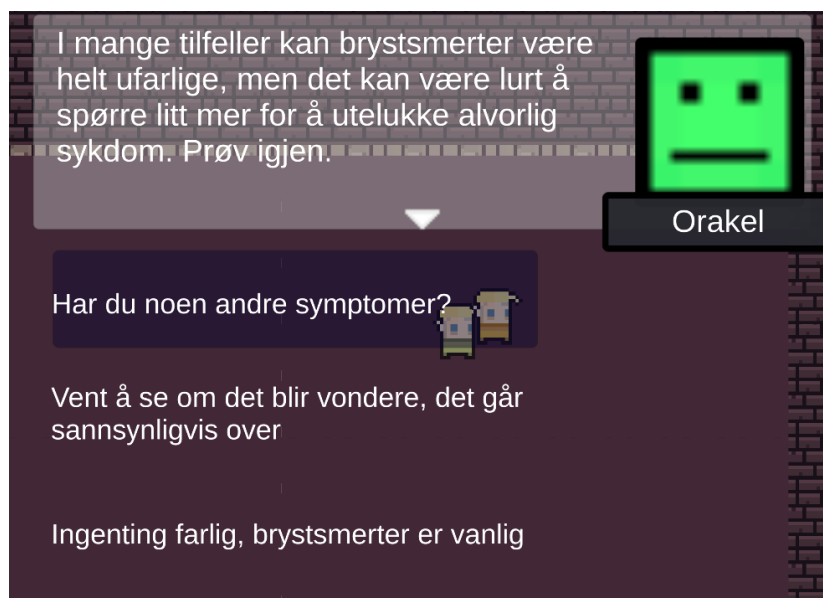 I mange tilfeller kan brystsmerter være
helt ufarlige, men det kan være lurt å
spørre litt mer for å utelukke alvorlig
sykdom. Prøv igjen.
Orakel
Har du noen andre symptomer?
Vent å se om det blir vondere, det går
sannsynligvis over
Ingenting farlig, brystsmerter er vanlig